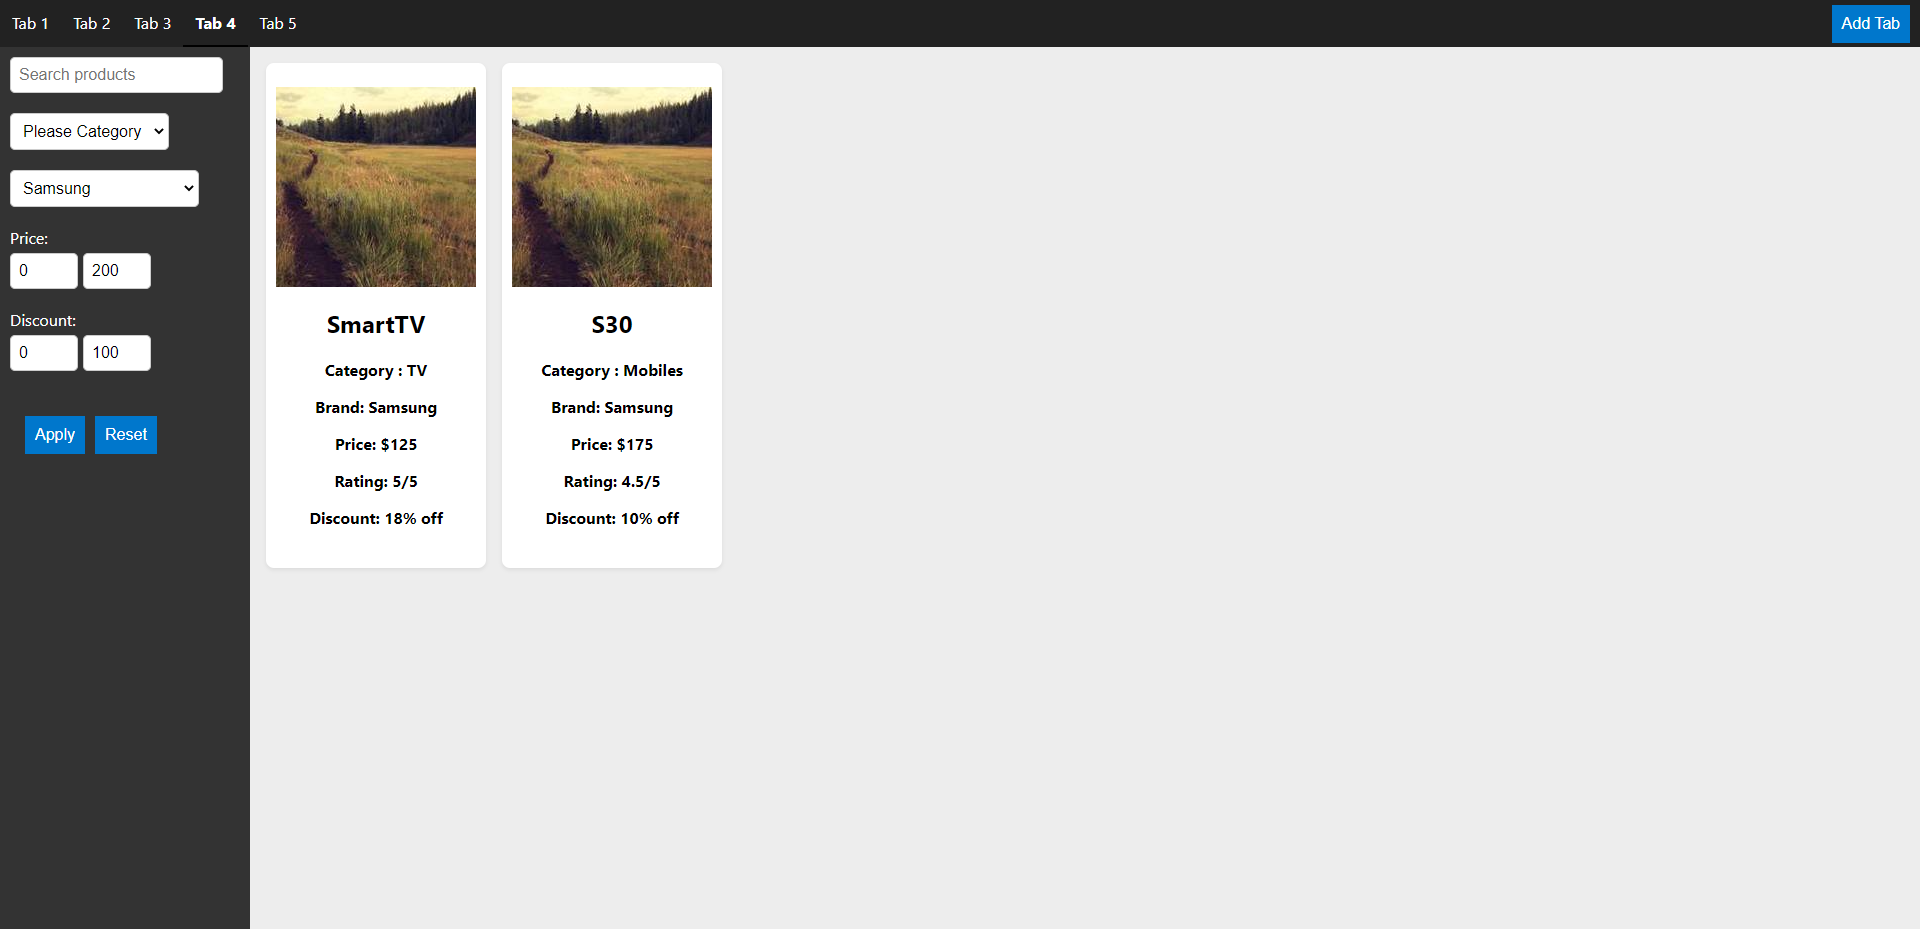 Tab 1 Tab 2 Tab 3 Tab 4 Tab 5 Add Tab
Search products
Please Category
Samsung
Price:
0 200
Discount:
0 100
Apply Reset
SmartTV
Category : TV
Brand: Samsung
Price: $125
Rating: 5/5
Discount: 18% off
S30
Category : Mobiles
Brand: Samsung
Price: $175
Rating: 4.5/5
Discount: 10% off